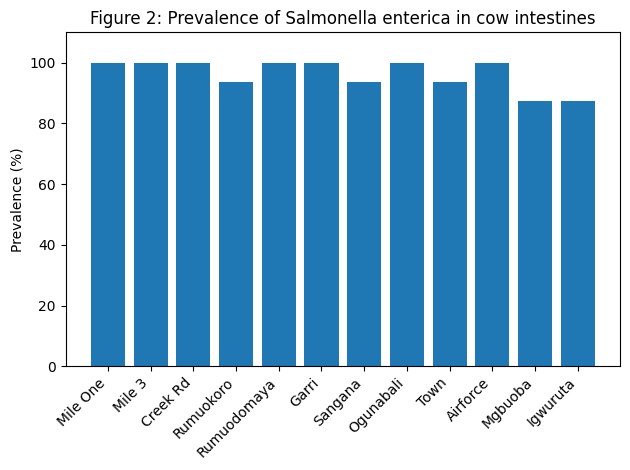 Figure 2: Prevalence of Salmonella enterica in cow intestines
Prevalence (%)
100
80
60
40
20
0
Mile One
Mile 3
Creek Rd
Rumuokoro
Rumuodomaya
Garri
Sangana
Ogunabali
Town
Airforce
Mgbuoba
Igwuruta